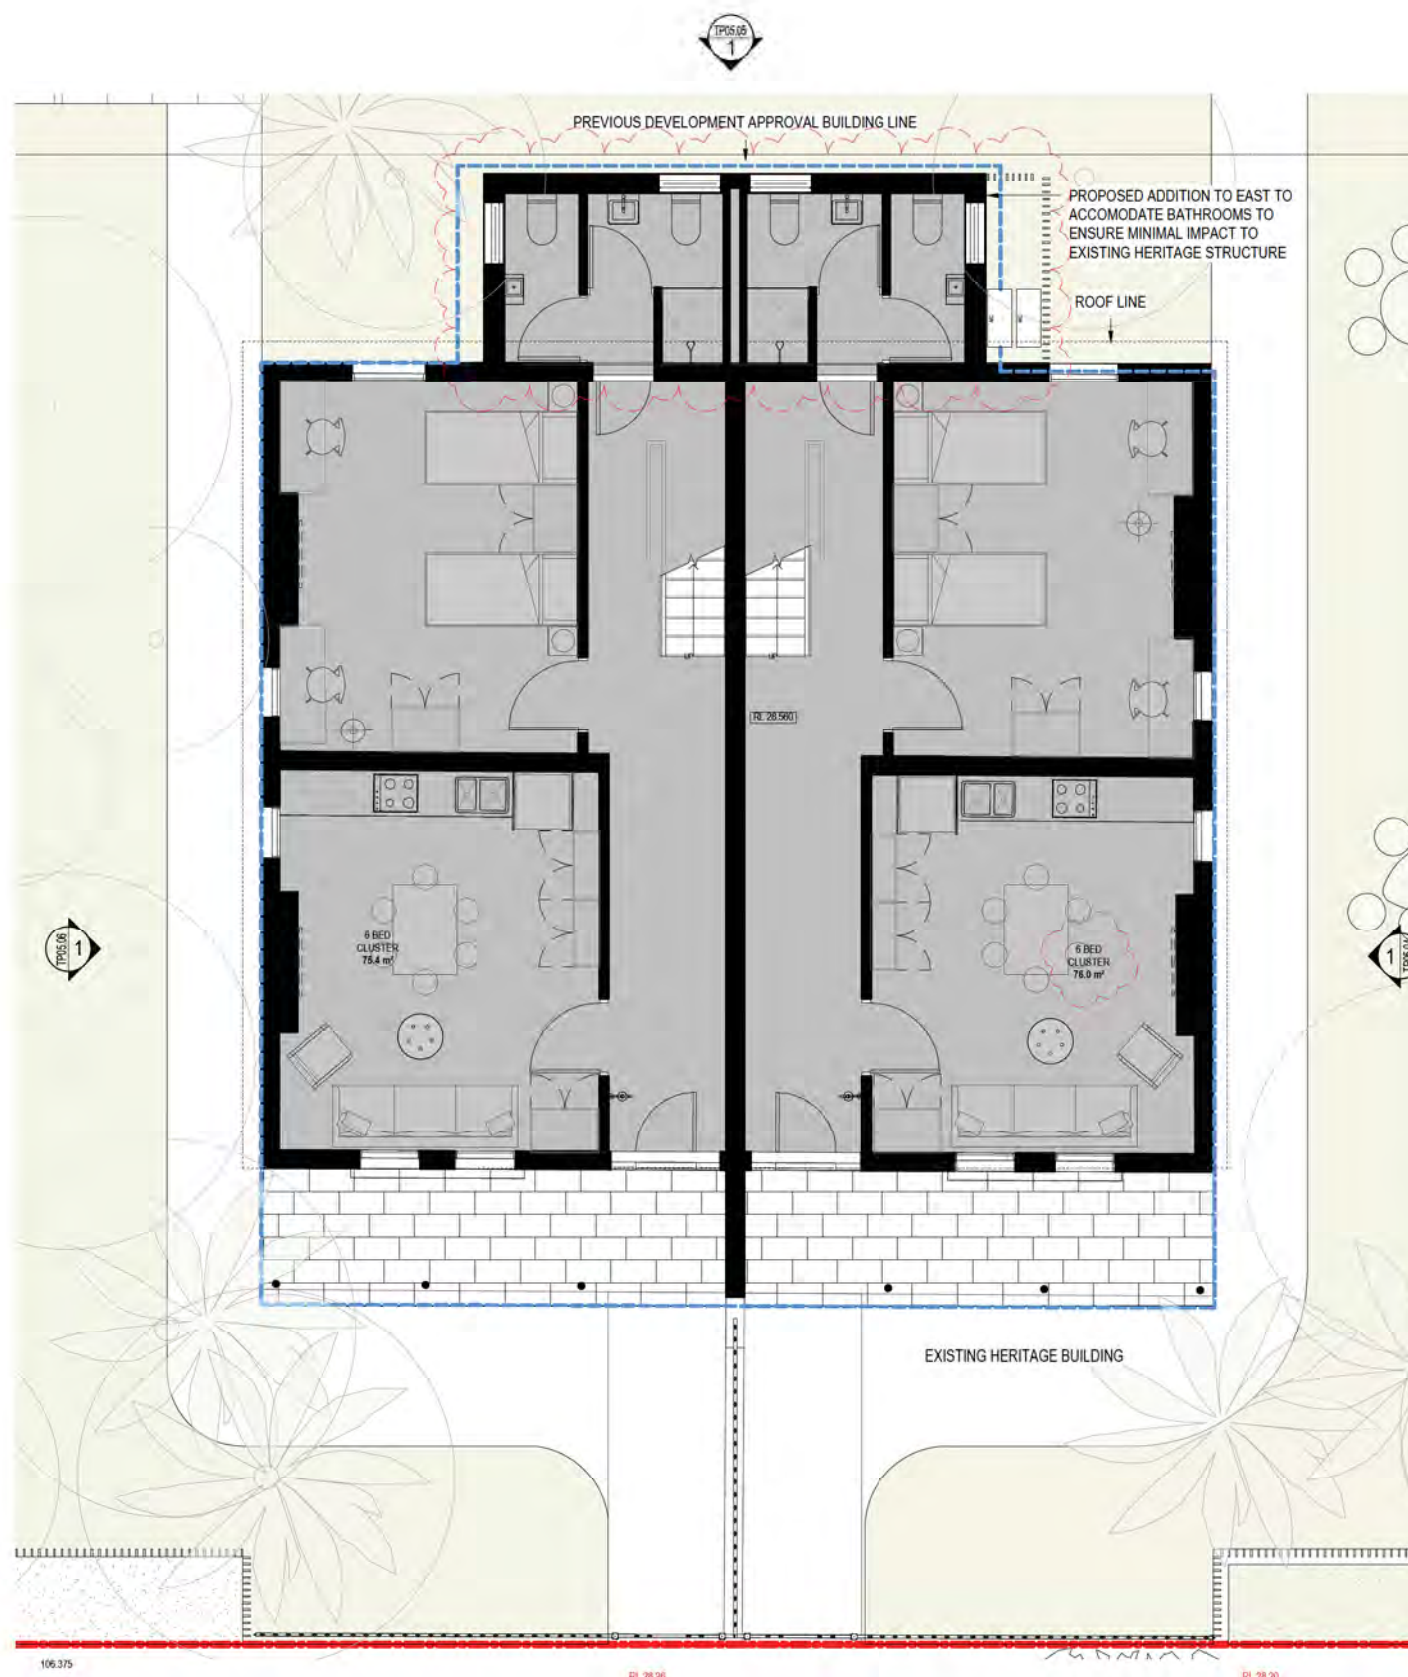 TP05.05
1
PREVIOUS DEVELOPMENT APPROVAL BUILDING LINE
PROPOSED ADDITION TO EAST TO
ACCOMODATE BATHROOMS TO
ENSURE MINIMAL IMPACT TO
EXISTING HERITAGE STRUCTURE
ROOF LINE
RL 28.560
6 BED
CLUSTER
75.4 m²
6 BED
CLUSTER
76.0 m²
TP05.06
1
1
EXISTING HERITAGE BUILDING
106.375